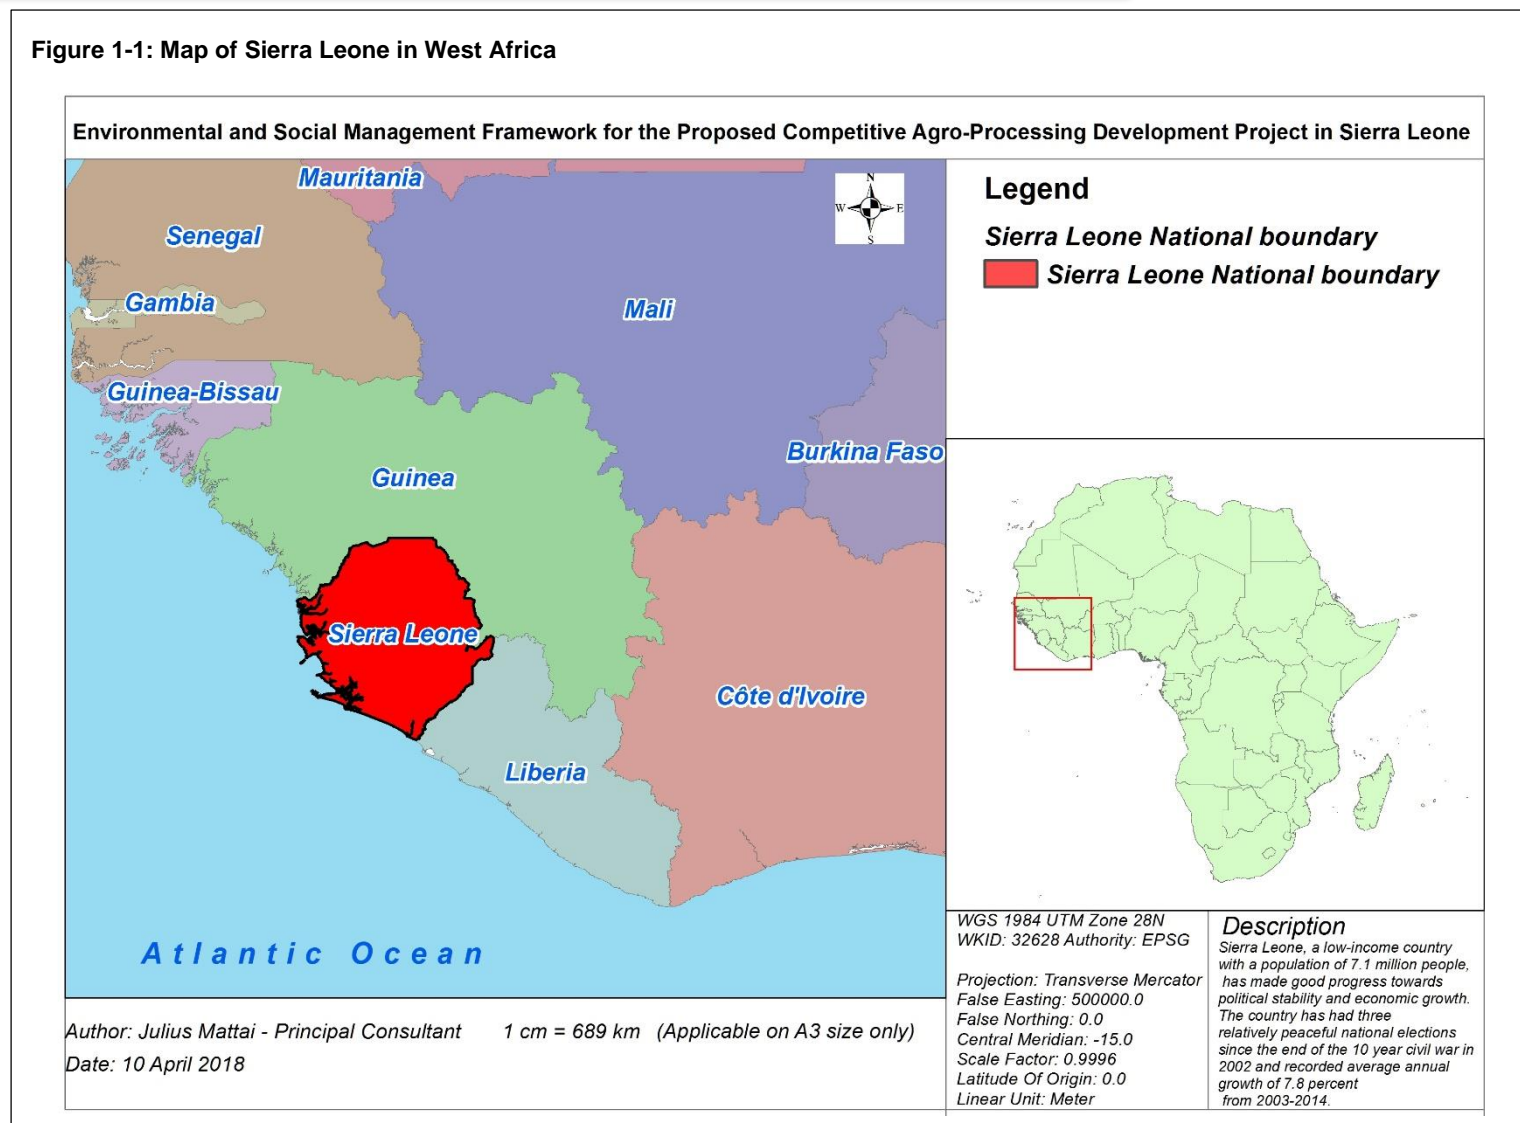 Figure 1-1: Map of Sierra Leone in West Africa
Environmental and Social Management Framework for the Proposed Competitive Agro-Processing Development Project in Sierra Leone
Mauritania
Senegal
Gambia
Mali
Guinea-Bissau
Burkina Faso
Guinea
Sierra Leone
Côte d'Ivoire
Liberia
Atlantic Ocean
N
W E
S
Legend
Sierra Leone National boundary
Sierra Leone National boundary
WGS 1984 UTM Zone 28N
WKID: 32628 Authority: EPSG
Projection: Transverse Mercator
False Easting: 500000.0
False Northing: 0.0
Central Meridian: -15.0
Scale Factor: 0.9996
Latitude Of Origin: 0.0
Linear Unit: Meter
Description
Sierra Leone, a low-income country
with a population of 7.1 million people,
has made good progress towards
political stability and economic growth.
The country has had three
relatively peaceful national elections
since the end of the 10 year civil war in
2002 and recorded average annual
growth of 7.8 percent
from 2003-2014.
Author: Julius Mattai - Principal Consultant 1 cm = 689 km (Applicable on A3 size only)
Date: 10 April 2018